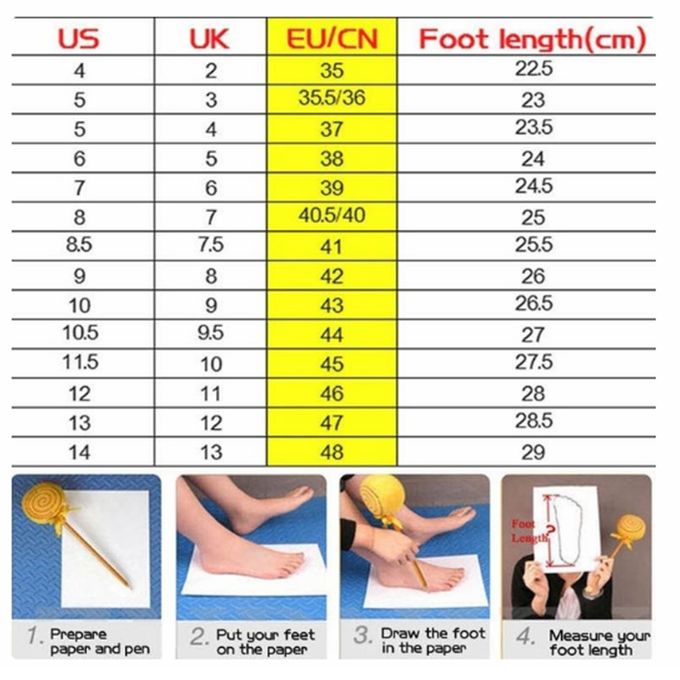 US UK EU/CN Foot length(cm)
4 2 35 22.5
5 3 35.5/36 23
5 4 37 23.5
6 5 38 24
7 6 39 24.5
8 7 40.5/40 25
8.5 7.5 41 25.5
9 8 42 26
10 9 43 26.5
10.5 9.5 44 27
11.5 10 45 27.5
12 11 46 28
13 12 47 28.5
14 13 48 29
Foot
Length?
1. Prepare
paper and pen
2. Put your feet
on the paper
3. Draw the foot
in the paper
4. Measure your
foot length